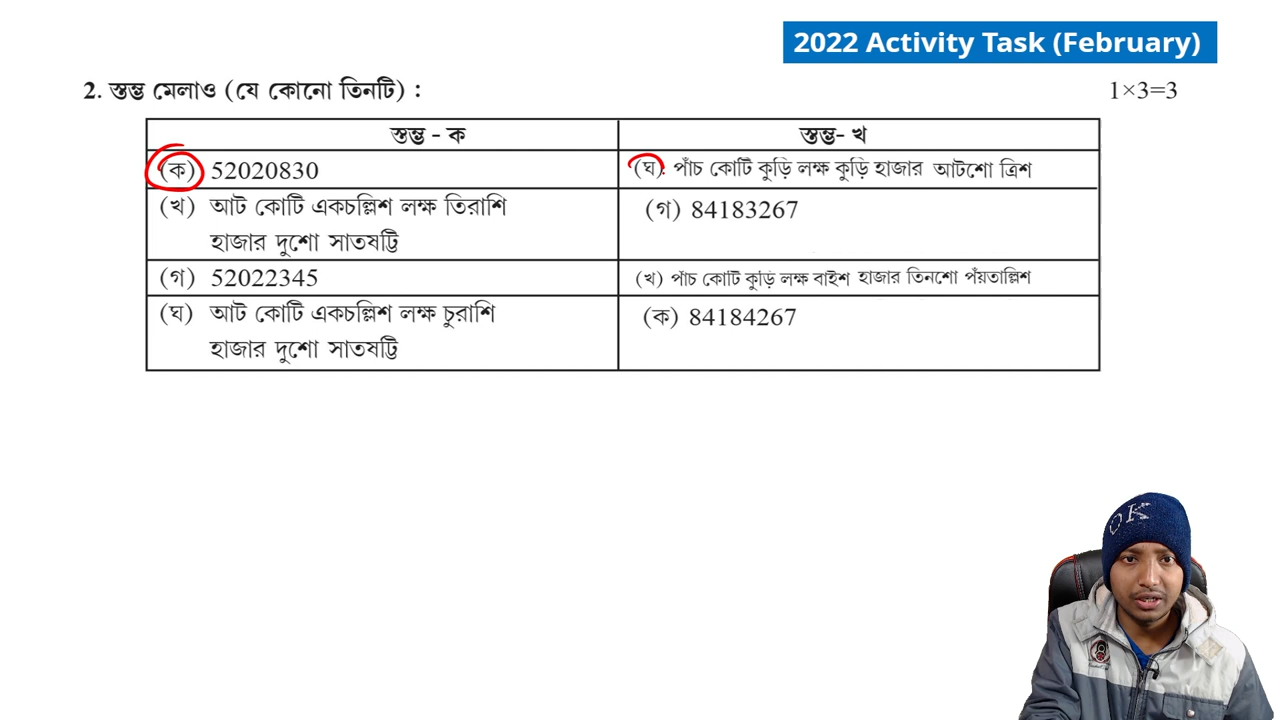 2022 Activity Task (February)
2. স্তম্ভ মেলাও (যে কোনো তিনটি) : 1×3=3
স্তম্ভ - ক স্তম্ভ- খ
(ক) 52020830 (ঘ) পাঁচ কোটি কুড়ি লক্ষ কুড়ি হাজার আটশো ত্রিশ
(খ) আট কোটি একচল্লিশ লক্ষ তিরাশি
হাজার দুশো সাতষট্টি
(গ) 84183267
(গ) 52022345 (খ) পাঁচ কোটি কুড়ি লক্ষ বাইশ হাজার তিনশো পঁয়তাল্লিশ
(ঘ) আট কোটি একচল্লিশ লক্ষ চুরাশি
হাজার দুশো সাতষট্টি
(ক) 84184267
OK